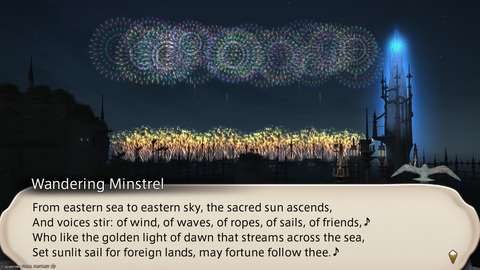 Wandering Minstrel
From eastern sea to eastern sky, the sacred sun ascends,
And voices stir: of wind, of waves, of ropes, of sails, of friends,♪
Who like the golden light of dawn that streams across the sea,
Set sunlit sail for foreign lands, may fortune follow thee.♪